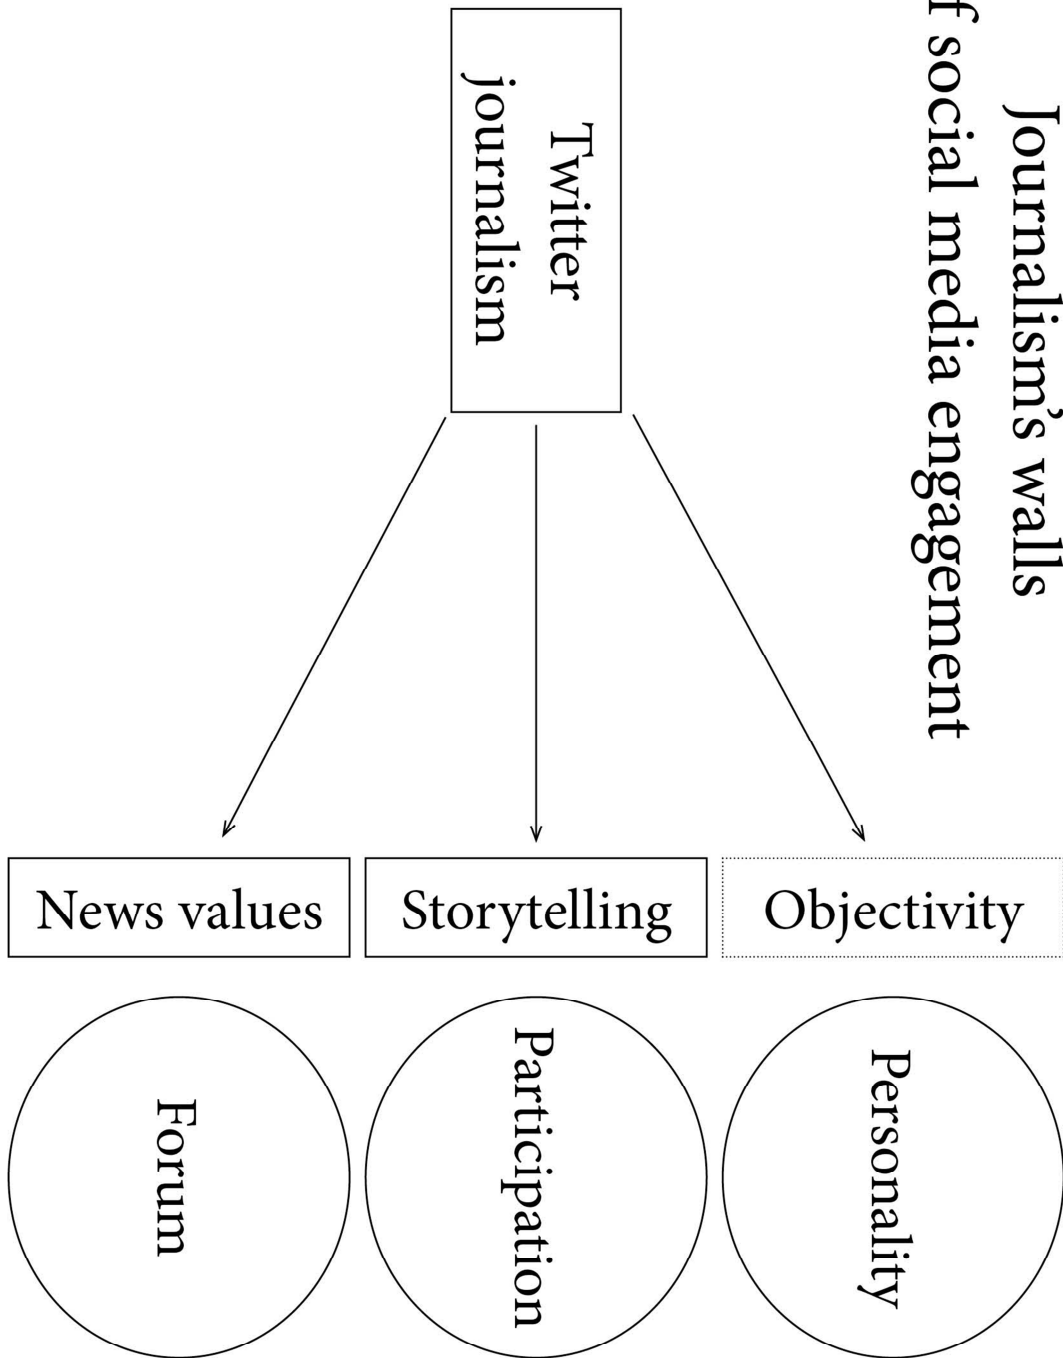 Journalism's walls
f social media engagement
Twitter
journalism
News values
Storytelling
Objectivity
Forum
Participation
Personality